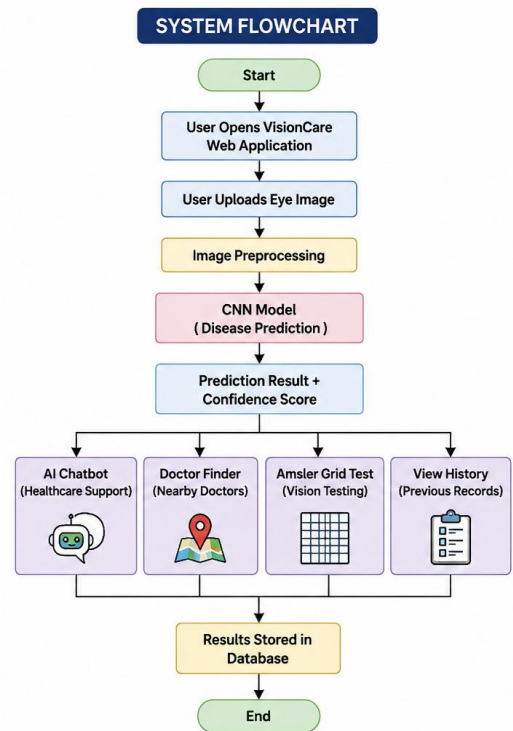 SYSTEM FLOWCHART
Start
User Opens VisionCare
Web Application
User Uploads Eye Image
Image Preprocessing
CNN Model
( Disease Prediction )
Prediction Result +
Confidence Score
AI Chatbot
(Healthcare Support)
Doctor Finder
(Nearby Doctors)
Amsler Grid Test
(Vision Testing)
View History
(Previous Records)
Results Stored in
Database
End